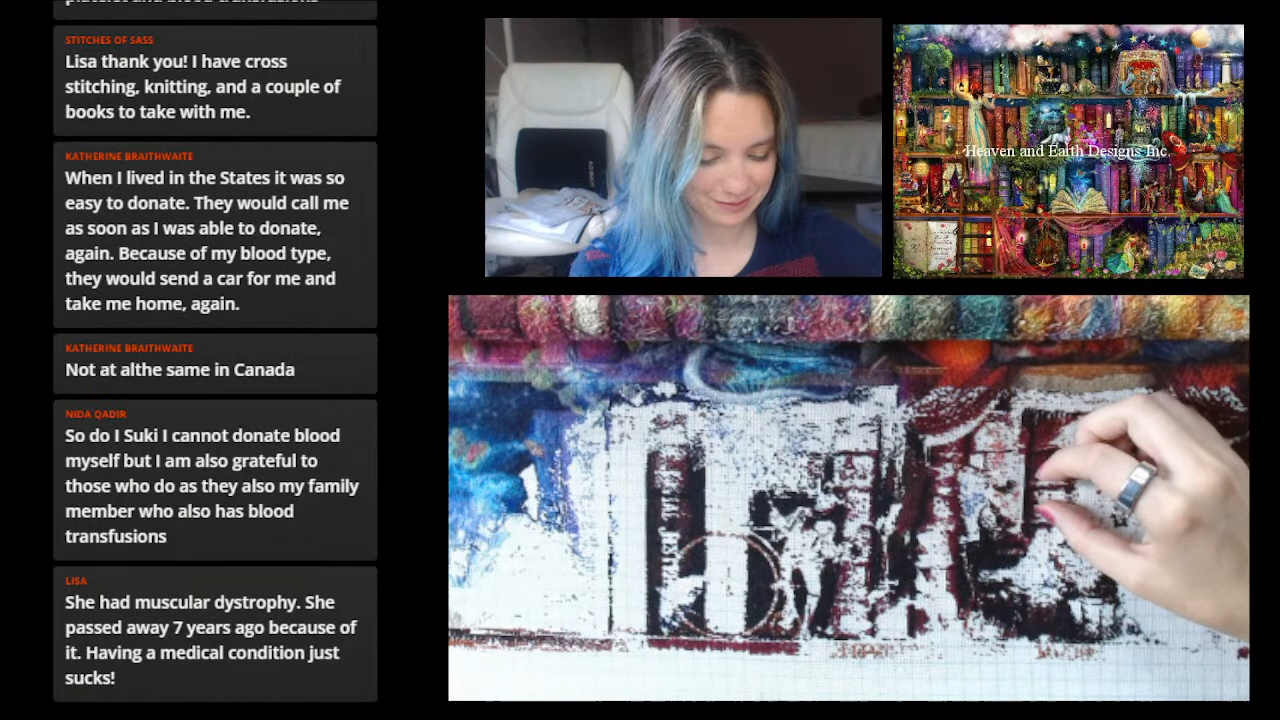 STITCHES OF SASS
Lisa thank you! I have cross
stitching, knitting, and a couple of
books to take with me.
KATHERINE BRAITHWAITE
When I lived in the States it was so
easy to donate. They would call me
as soon as I was able to donate,
again. Because of my blood type,
they would send a car for me and
take me home, again.
KATHERINE BRAITHWAITE
Not at althe same in Canada
NIDA QADIR
So do I Suki I cannot donate blood
myself but I am also grateful to
those who do as they also my family
member who also has blood
transfusions
LISA
She had muscular dystrophy. She
passed away 7 years ago because of
it. Having a medical condition just
sucks!
Heaven and Earth Designs Inc.